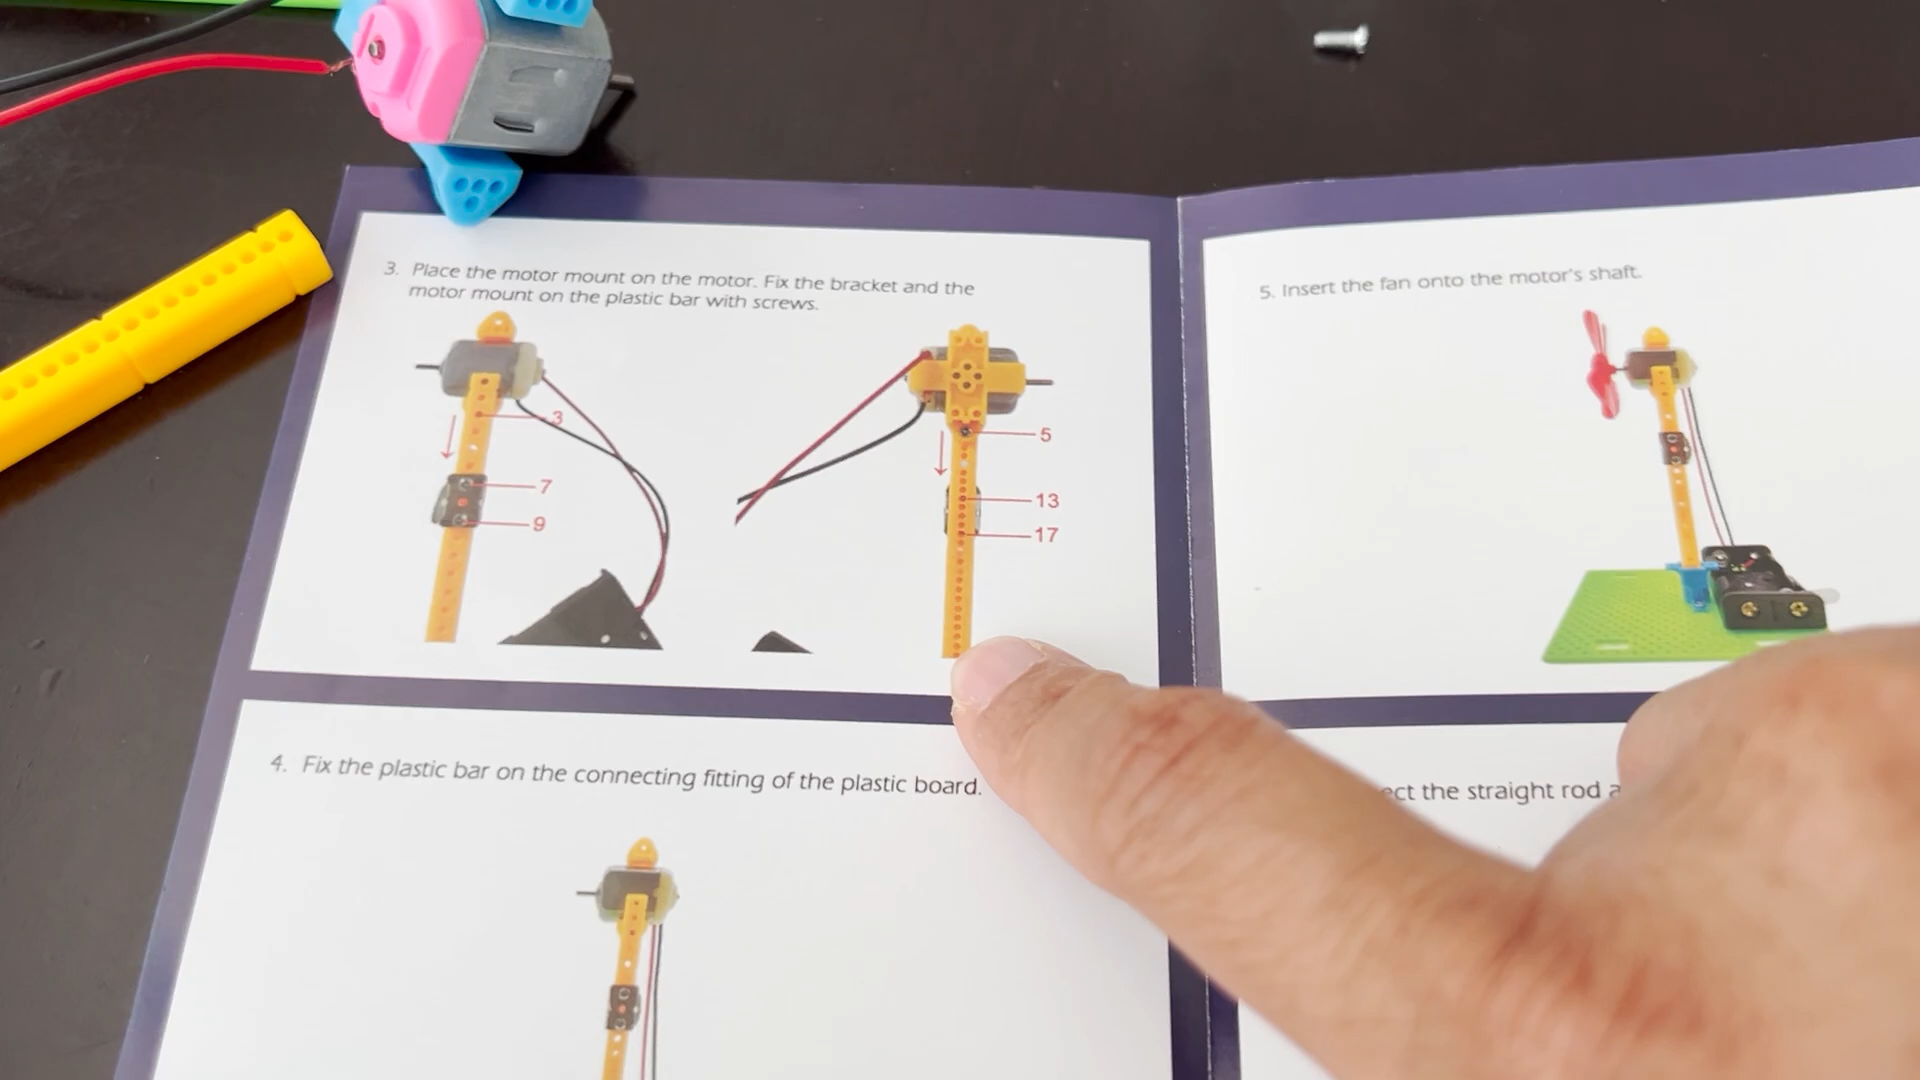 3. Place the motor mount on the motor. Fix the bracket and the
motor mount on the plastic bar with screws.
3
7
9
5
13
17
4. Fix the plastic bar on the connecting fitting of the plastic board.
5. Insert the fan onto the motor's shaft.
ect the straight rod a